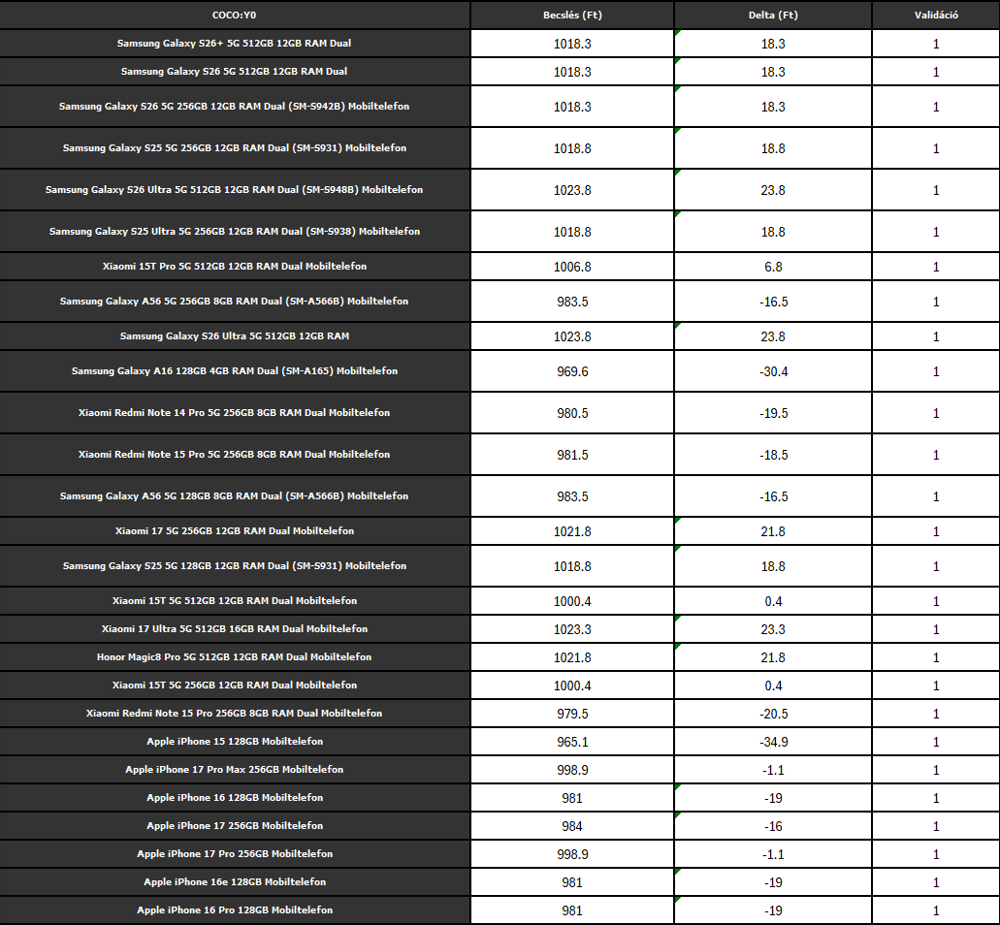 COCO:Y0 Becslés (Ft) Delta (Ft) Validáció
Samsung Galaxy S26+ 5G 512GB 12GB RAM Dual 1018.3 18.3 1
Samsung Galaxy S26 5G 512GB 12GB RAM Dual 1018.3 18.3 1
Samsung Galaxy S26 5G 256GB 12GB RAM Dual (SM-S942B) Mobiltelefon 1018.3 18.3 1
Samsung Galaxy S25 5G 256GB 12GB RAM Dual (SM-S931) Mobiltelefon 1018.8 18.8 1
Samsung Galaxy S26 Ultra 5G 512GB 12GB RAM Dual (SM-S948B) Mobiltelefon 1023.8 23.8 1
Samsung Galaxy S25 Ultra 5G 256GB 12GB RAM Dual (SM-S938) Mobiltelefon 1018.8 18.8 1
Xiaomi 15T Pro 5G 512GB 12GB RAM Dual Mobiltelefon 1006.8 6.8 1
Samsung Galaxy A56 5G 256GB 8GB RAM Dual (SM-A566B) Mobiltelefon 983.5 -16.5 1
Samsung Galaxy S26 Ultra 5G 512GB 12GB RAM 1023.8 23.8 1
Samsung Galaxy A16 128GB 4GB RAM Dual (SM-A165) Mobiltelefon 969.6 -30.4 1
Xiaomi Redmi Note 14 Pro 5G 256GB 8GB RAM Dual Mobiltelefon 980.5 -19.5 1
Xiaomi Redmi Note 15 Pro 5G 256GB 8GB RAM Dual Mobiltelefon 981.5 -18.5 1
Samsung Galaxy A56 5G 128GB 8GB RAM Dual (SM-A566B) Mobiltelefon 983.5 -16.5 1
Xiaomi 17 5G 256GB 12GB RAM Dual Mobiltelefon 1021.8 21.8 1
Samsung Galaxy S25 5G 128GB 12GB RAM Dual (SM-S931) Mobiltelefon 1018.8 18.8 1
Xiaomi 15T 5G 512GB 12GB RAM Dual Mobiltelefon 1000.4 0.4 1
Xiaomi 17 Ultra 5G 512GB 16GB RAM Dual Mobiltelefon 1023.3 23.3 1
Honor Magic8 Pro 5G 512GB 12GB RAM Dual Mobiltelefon 1021.8 21.8 1
Xiaomi 15T 5G 256GB 12GB RAM Dual Mobiltelefon 1000.4 0.4 1
Xiaomi Redmi Note 15 Pro 256GB 8GB RAM Dual Mobiltelefon 979.5 -20.5 1
Apple iPhone 15 128GB Mobiltelefon 965.1 -34.9 1
Apple iPhone 17 Pro Max 256GB Mobiltelefon 998.9 -1.1 1
Apple iPhone 16 128GB Mobiltelefon 981 -19 1
Apple iPhone 17 256GB Mobiltelefon 984 -16 1
Apple iPhone 17 Pro 256GB Mobiltelefon 998.9 -1.1 1
Apple iPhone 16e 128GB Mobiltelefon 981 -19 1
Apple iPhone 16 Pro 128GB Mobiltelefon 981 -19 1